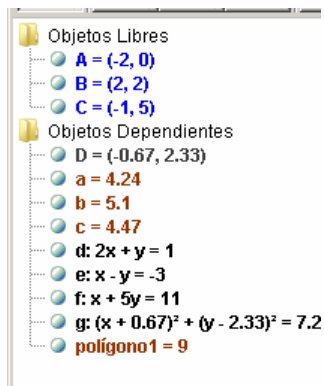 Objetos Libres
A = (-2, 0)
B = (2, 2)
C = (-1, 5)
Objetos Dependientes
D = (-0.67, 2.33)
a = 4.24
b = 5.1
c = 4.47
d: 2x + y = 1
e: x - y = -3
f: x + 5y = 11
g: (x + 0.67)² + (y - 2.33)² = 7.2
polígono1 = 9